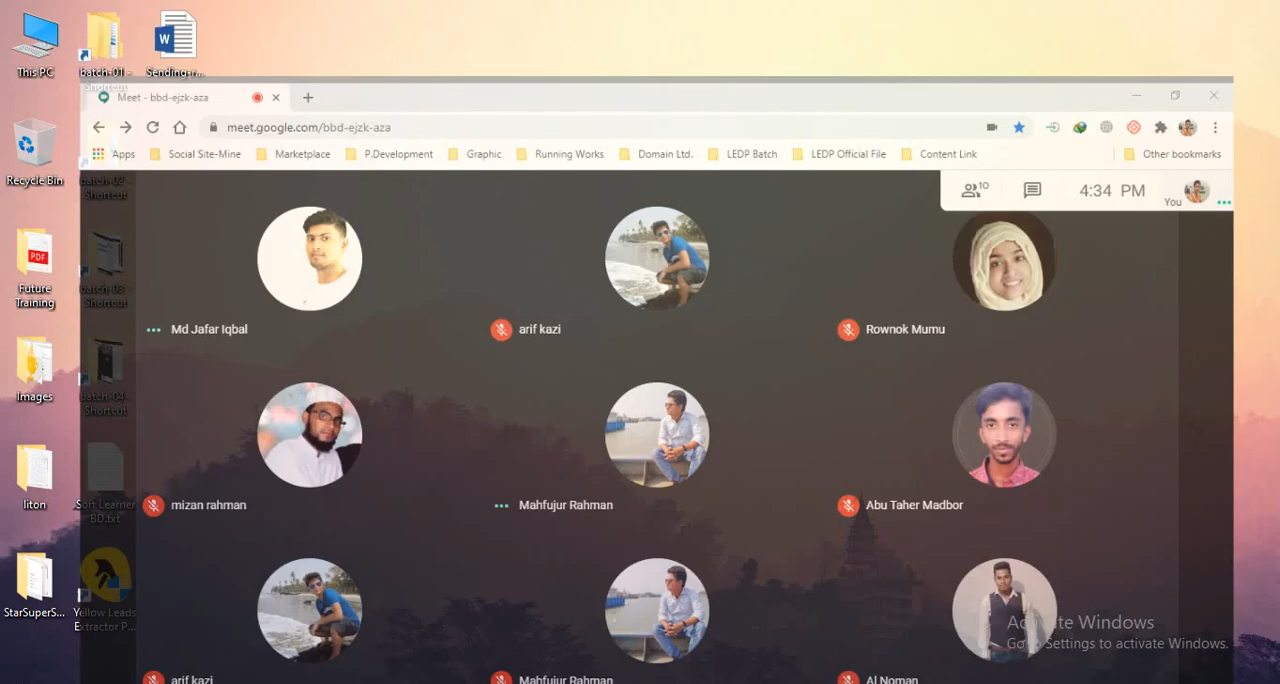 This PC
batch-01 -
Shortcut
Sending-r...
W
Meet - bbd-ejzk-aza
meet.google.com/bbd-ejzk-aza
Apps
Social Site-Mine
Marketplace
P.Development
Graphic
Running Works
Domain Ltd.
LEDP Batch
LEDP Official File
Content Link
Other bookmarks
Recycle Bin
batch-02 -
Shortcut
10
4:34 PM
You
PDF
Future
Training
batch-03 -
Shortcut
Md Jafar Iqbal
arif kazi
Rownok Mumu
Images
batch-04 -
Shortcut
liton
Sort Learner
BD.txt
mizan rahman
Mahfujur Rahman
Abu Taher Madbor
StarSuperS...
Yellow Leads
Extractor P...
Activate Windows
Go to Settings to activate Windows.
arif kazi
Mahfujur Rahman
Al Noman